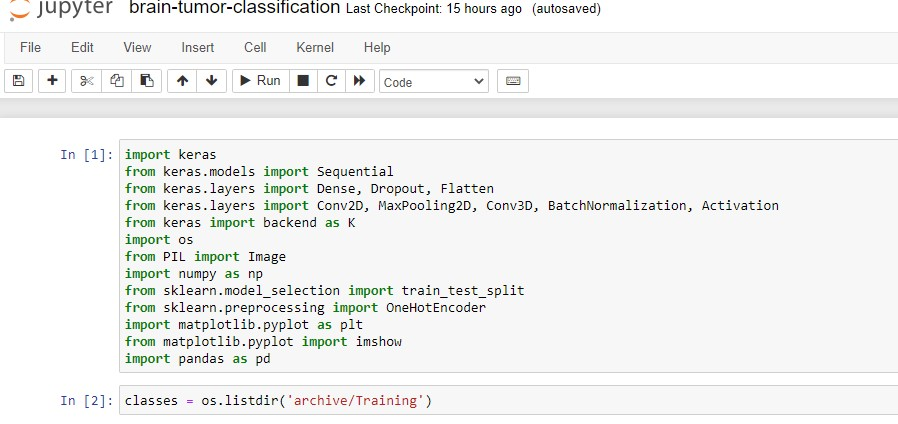 jupyter brain-tumor-classification Last Checkpoint: 15 hours ago (autosaved)
File Edit View Insert Cell Kernel Help
Run Code
In [1]: import keras
from keras.models import Sequential
from keras.layers import Dense, Dropout, Flatten
from keras.layers import Conv2D, MaxPooling2D, Conv3D, BatchNormalization, Activation
from keras import backend as K
import os
from PIL import Image
import numpy as np
from sklearn.model_selection import train_test_split
from sklearn.preprocessing import OneHotEncoder
import matplotlib.pyplot as plt
from matplotlib.pyplot import imshow
import pandas as pd
In [2]: classes = os.listdir('archive/Training')